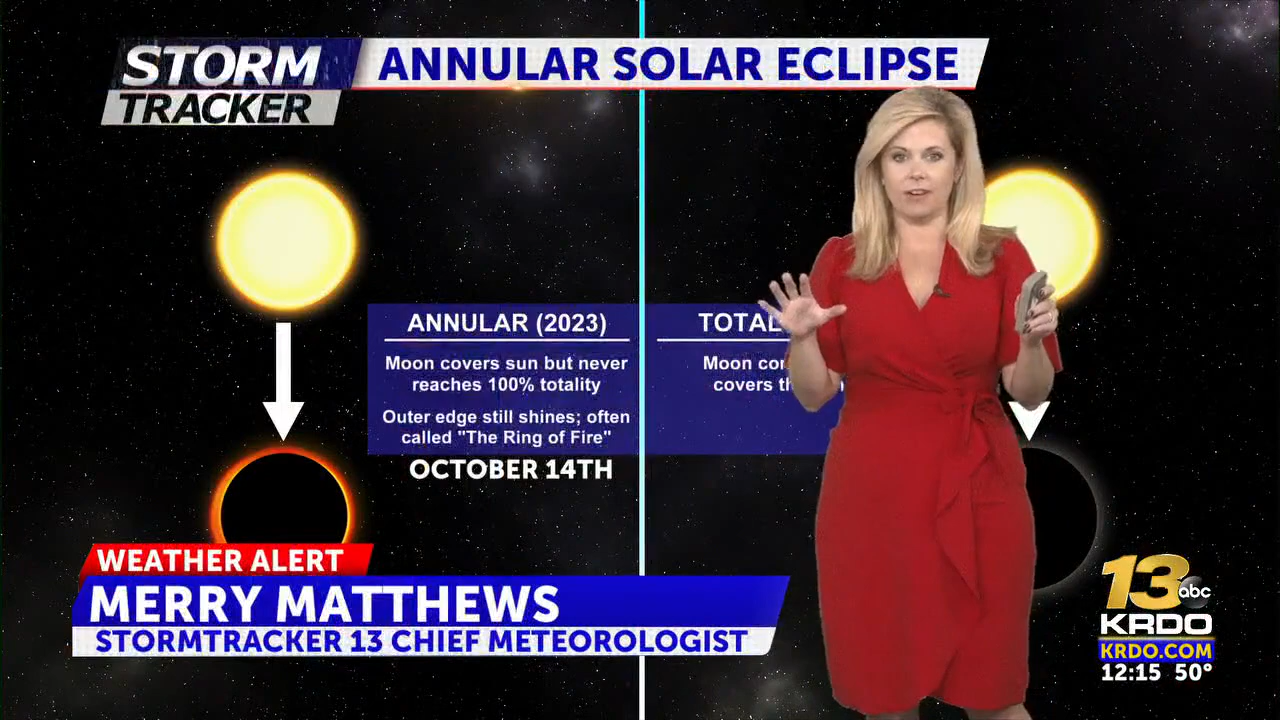 STORM
TRACKER
ANNULAR SOLAR ECLIPSE
ANNULAR (2023)
Moon covers sun but never
reaches 100% totality
Outer edge still shines; often
called "The Ring of Fire"
OCTOBER 14TH
TOTAL
Moon
covers
WEATHER ALERT
MERRY MATTHEWS
STORMTRACKER 13 CHIEF METEOROLOGIST
13 abc
KRDO
KRDO.COM
12:15 50°